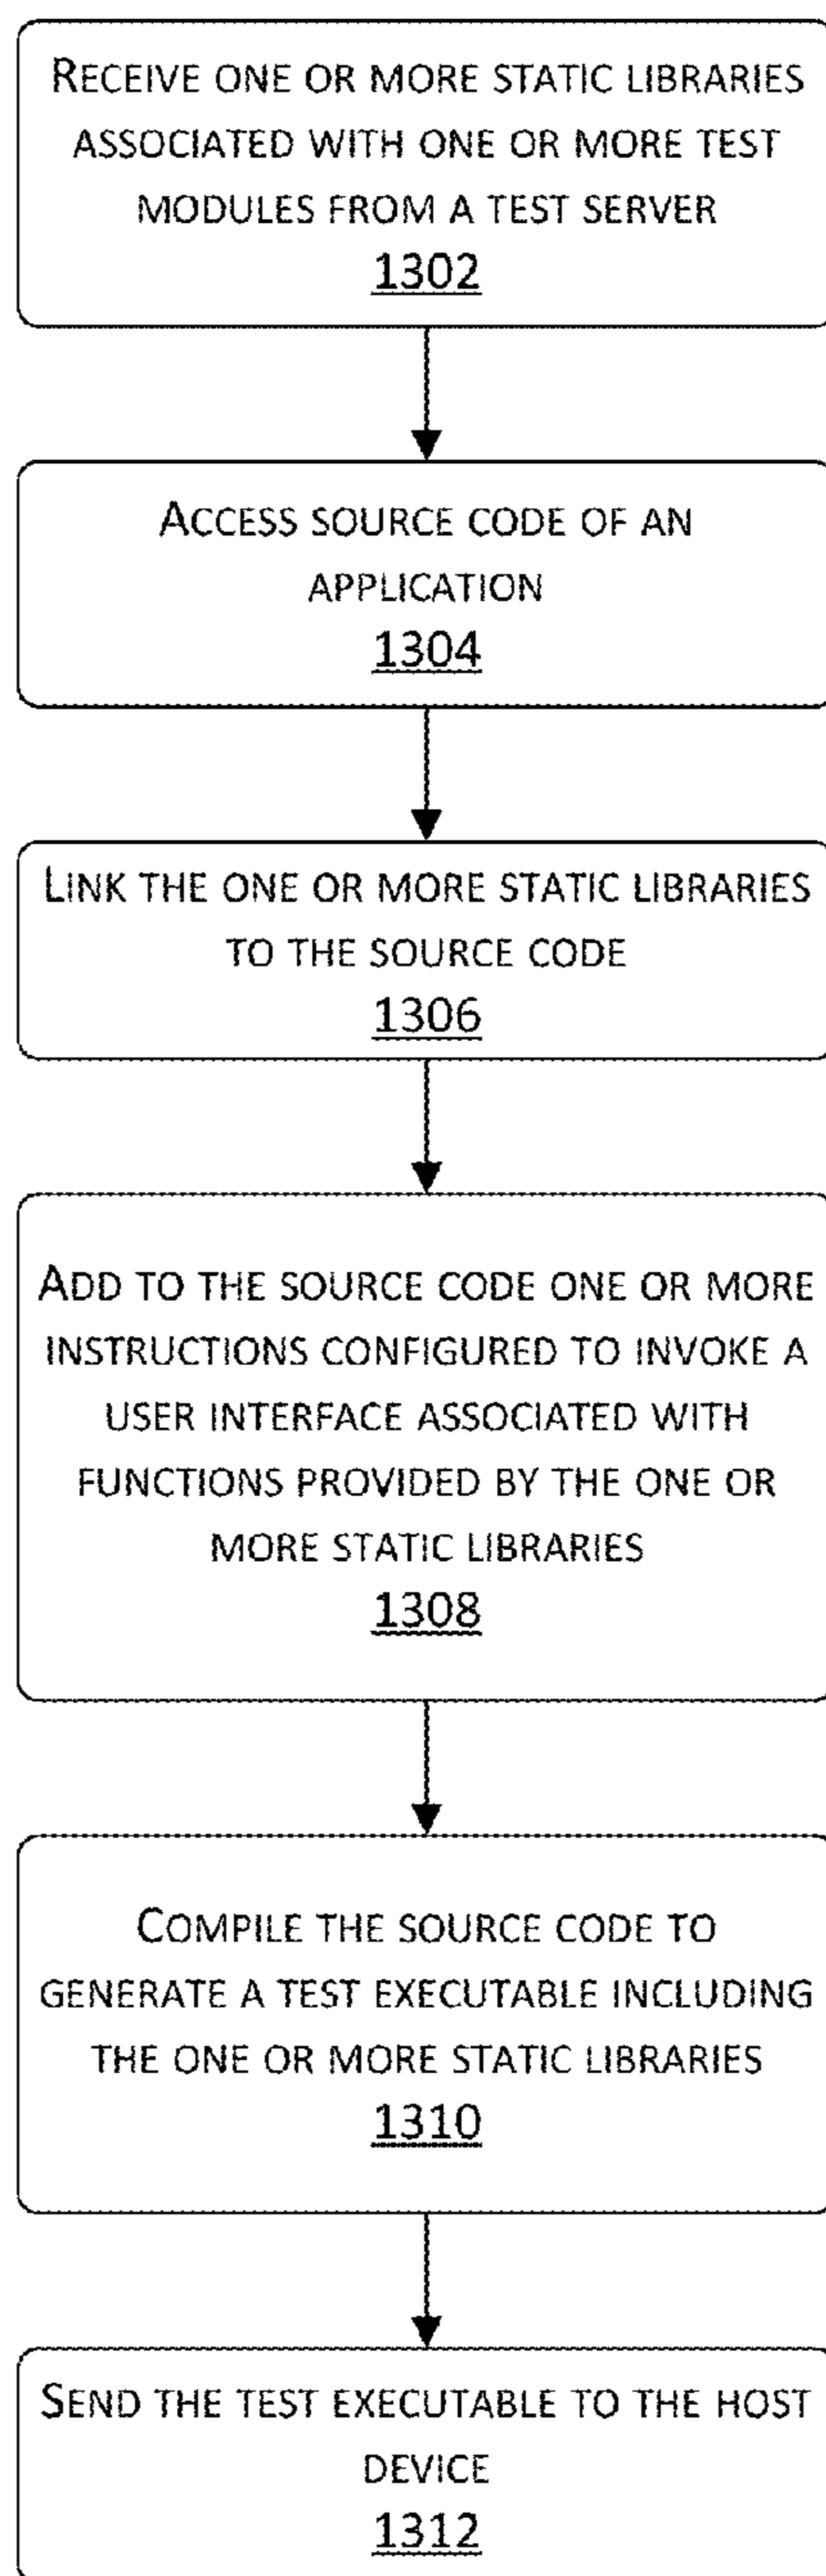 RECEIVE ONE OR MORE STATIC LIBRARIES
ASSOCIATED WITH ONE OR MORE TEST
MODULES FROM A TEST SERVER
1302
ACCESS SOURCE CODE OF AN
APPLICATION
1304
LINK THE ONE OR MORE STATIC LIBRARIES
TO THE SOURCE CODE
1306
ADD TO THE SOURCE CODE ONE OR MORE
INSTRUCTIONS CONFIGURED TO INVOKE A
USER INTERFACE ASSOCIATED WITH
FUNCTIONS PROVIDED BY THE ONE OR
MORE STATIC LIBRARIES
1308
COMPILE THE SOURCE CODE TO
GENERATE A TEST EXECUTABLE INCLUDING
THE ONE OR MORE STATIC LIBRARIES
1310
SEND THE TEST EXECUTABLE TO THE HOST
DEVICE
1312